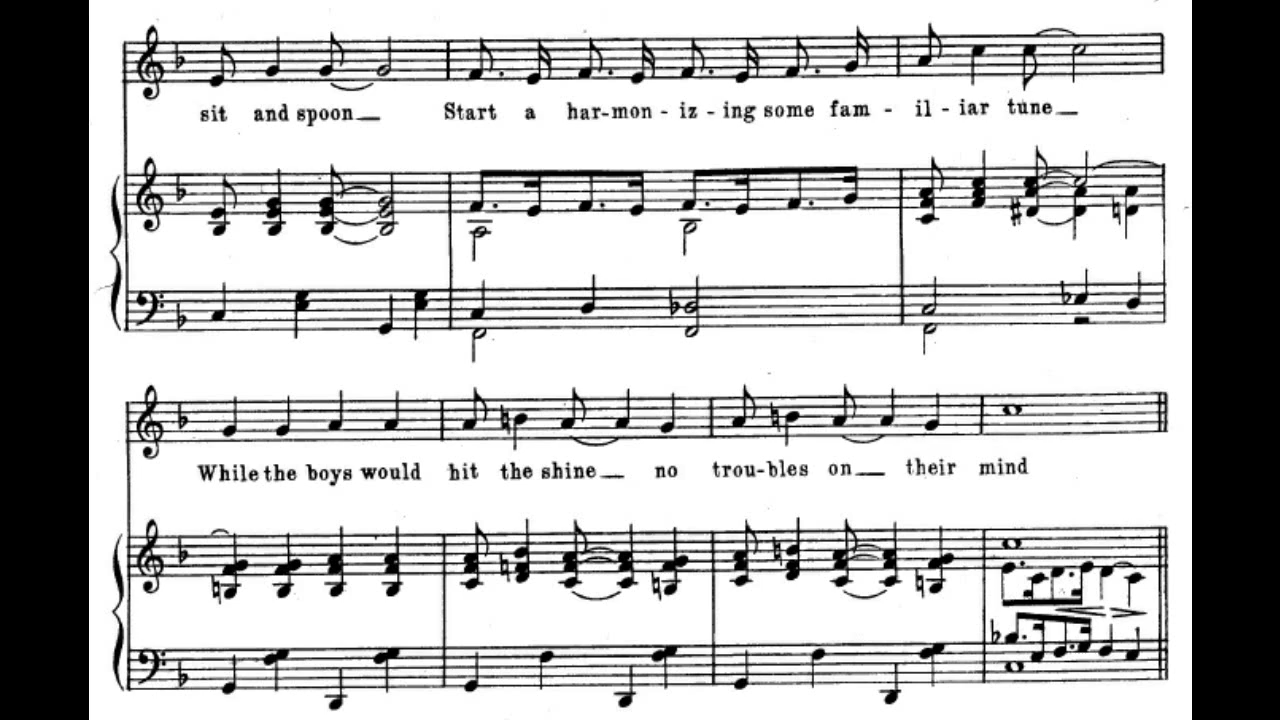 sit and spoon Start a har-mon-iz-ing some fam-il-iar tune
While the boys would hit the shine no trou-bles on their mind